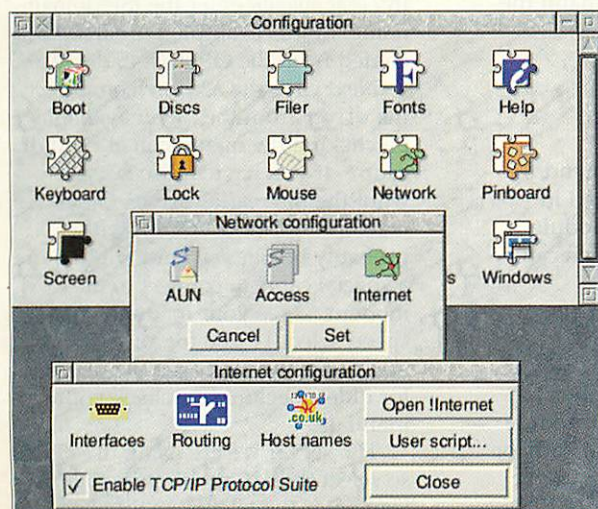 Configuration
Boot
Discs
Filer
Fonts
Help
Keyboard
Lock
Mouse
Network
Pinboard
Screen
s
Windows
Network configuration
AUN
Access
Internet
Cancel
Set
Internet configuration
Interfaces
Routing
.co.uk
Host names
Open !Internet
User script...
Enable TCP/IP Protocol Suite
Close